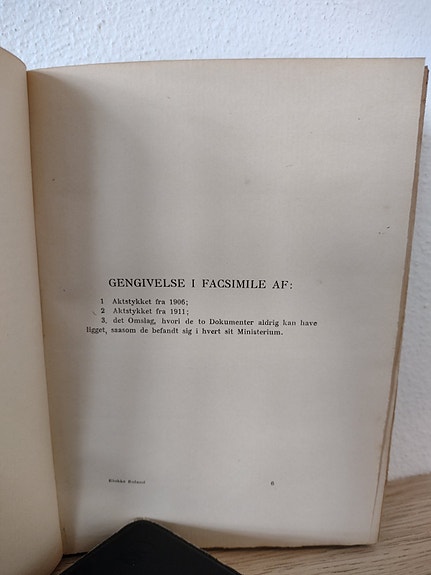 GENGIVELSE I FACSIMILE AF:
1 Aktstykket fra 1906;
2 Aktstykket fra 1911;
3. det Omslag, hvori de to Dokumenter aldrig kan have
ligget, saasom de befandt sig i hvert sit Ministerium.
Blokke Roland 6